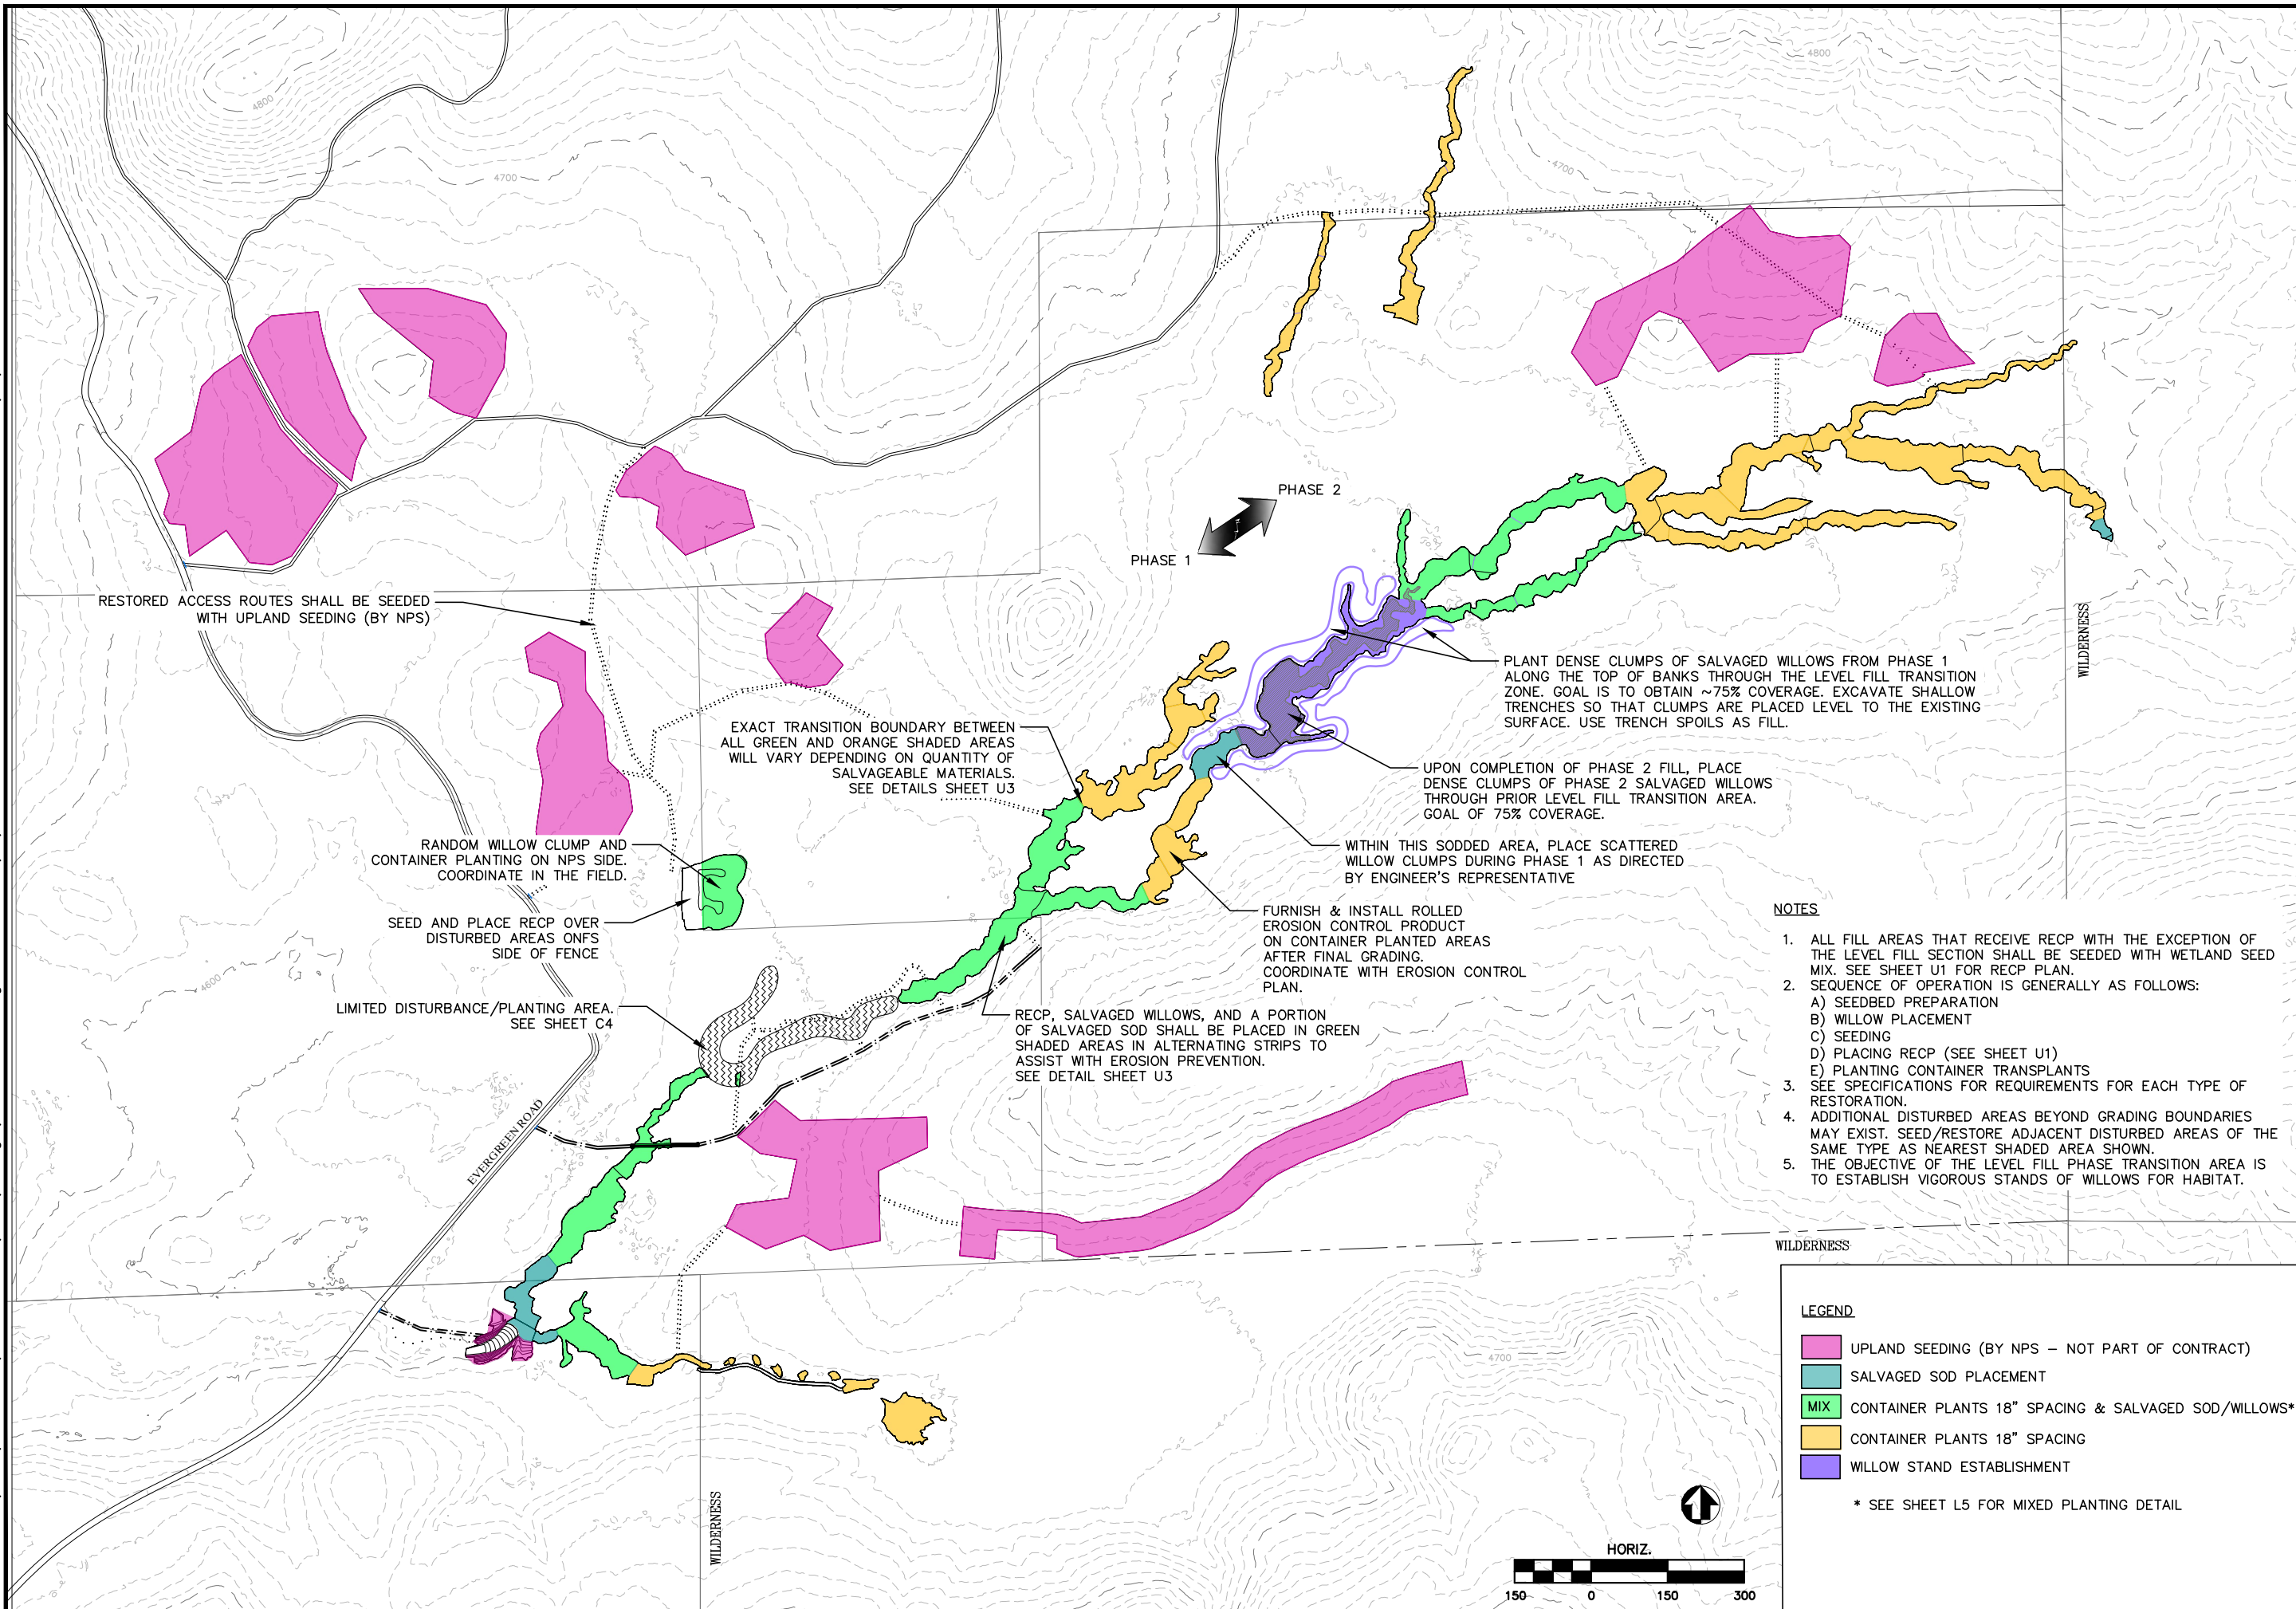 4800
4800
4700
4700
PHASE 2
PHASE 1
RESTORED ACCESS ROUTES SHALL BE SEEDED
WITH UPLAND SEEDING (BY NPS)
WILDERNESS
PLANT DENSE CLUMPS OF SALVAGED WILLOWS FROM PHASE 1
ALONG THE TOP OF BANKS THROUGH THE LEVEL FILL TRANSITION
ZONE. GOAL IS TO OBTAIN ~75% COVERAGE. EXCAVATE SHALLOW
TRENCHES SO THAT CLUMPS ARE PLACED LEVEL TO THE EXISTING
SURFACE. USE TRENCH SPOILS AS FILL.
EXACT TRANSITION BOUNDARY BETWEEN
ALL GREEN AND ORANGE SHADED AREAS
WILL VARY DEPENDING ON QUANTITY OF
SALVAGEABLE MATERIALS.
SEE DETAILS SHEET U3
UPON COMPLETION OF PHASE 2 FILL, PLACE
DENSE CLUMPS OF PHASE 2 SALVAGED WILLOWS
THROUGH PRIOR LEVEL FILL TRANSITION AREA.
GOAL OF 75% COVERAGE.
RANDOM WILLOW CLUMP AND
CONTAINER PLANTING ON NPS SIDE.
COORDINATE IN THE FIELD.
WITHIN THIS SODDED AREA, PLACE SCATTERED
WILLOW CLUMPS DURING PHASE 1 AS DIRECTED
BY ENGINEER'S REPRESENTATIVE
SEED AND PLACE RECP OVER
DISTURBED AREAS ONFS
SIDE OF FENCE
FURNISH & INSTALL ROLLED
EROSION CONTROL PRODUCT
ON CONTAINER PLANTED AREAS
AFTER FINAL GRADING.
COORDINATE WITH EROSION CONTROL
PLAN.
4600
LIMITED DISTURBANCE/PLANTING AREA.
SEE SHEET C4
RECP, SALVAGED WILLOWS, AND A PORTION
OF SALVAGED SOD SHALL BE PLACED IN GREEN
SHADED AREAS IN ALTERNATING STRIPS TO
ASSIST WITH EROSION PREVENTION.
SEE DETAIL SHEET U3
EVERGREEN ROAD
NOTES
1. ALL FILL AREAS THAT RECEIVE RECP WITH THE EXCEPTION OF
THE LEVEL FILL SECTION SHALL BE SEEDED WITH WETLAND SEED
MIX. SEE SHEET U1 FOR RECP PLAN.
2. SEQUENCE OF OPERATION IS GENERALLY AS FOLLOWS:
A) SEEDBED PREPARATION
B) WILLOW PLACEMENT
C) SEEDING
D) PLACING RECP (SEE SHEET U1)
E) PLANTING CONTAINER TRANSPLANTS
3. SEE SPECIFICATIONS FOR REQUIREMENTS FOR EACH TYPE OF
RESTORATION.
4. ADDITIONAL DISTURBED AREAS BEYOND GRADING BOUNDARIES
MAY EXIST. SEED/RESTORE ADJACENT DISTURBED AREAS OF THE
SAME TYPE AS NEAREST SHADED AREA SHOWN.
5. THE OBJECTIVE OF THE LEVEL FILL PHASE TRANSITION AREA IS
TO ESTABLISH VIGOROUS STANDS OF WILLOWS FOR HABITAT.
WILDERNESS
4700
WILDERNESS
LEGEND
UPLAND SEEDING (BY NPS – NOT PART OF CONTRACT)
SALVAGED SOD PLACEMENT
MIX CONTAINER PLANTS 18" SPACING & SALVAGED SOD/WILLOWS*
CONTAINER PLANTS 18" SPACING
WILLOW STAND ESTABLISHMENT
* SEE SHEET L5 FOR MIXED PLANTING DETAIL
HORIZ.
150 0 150 300